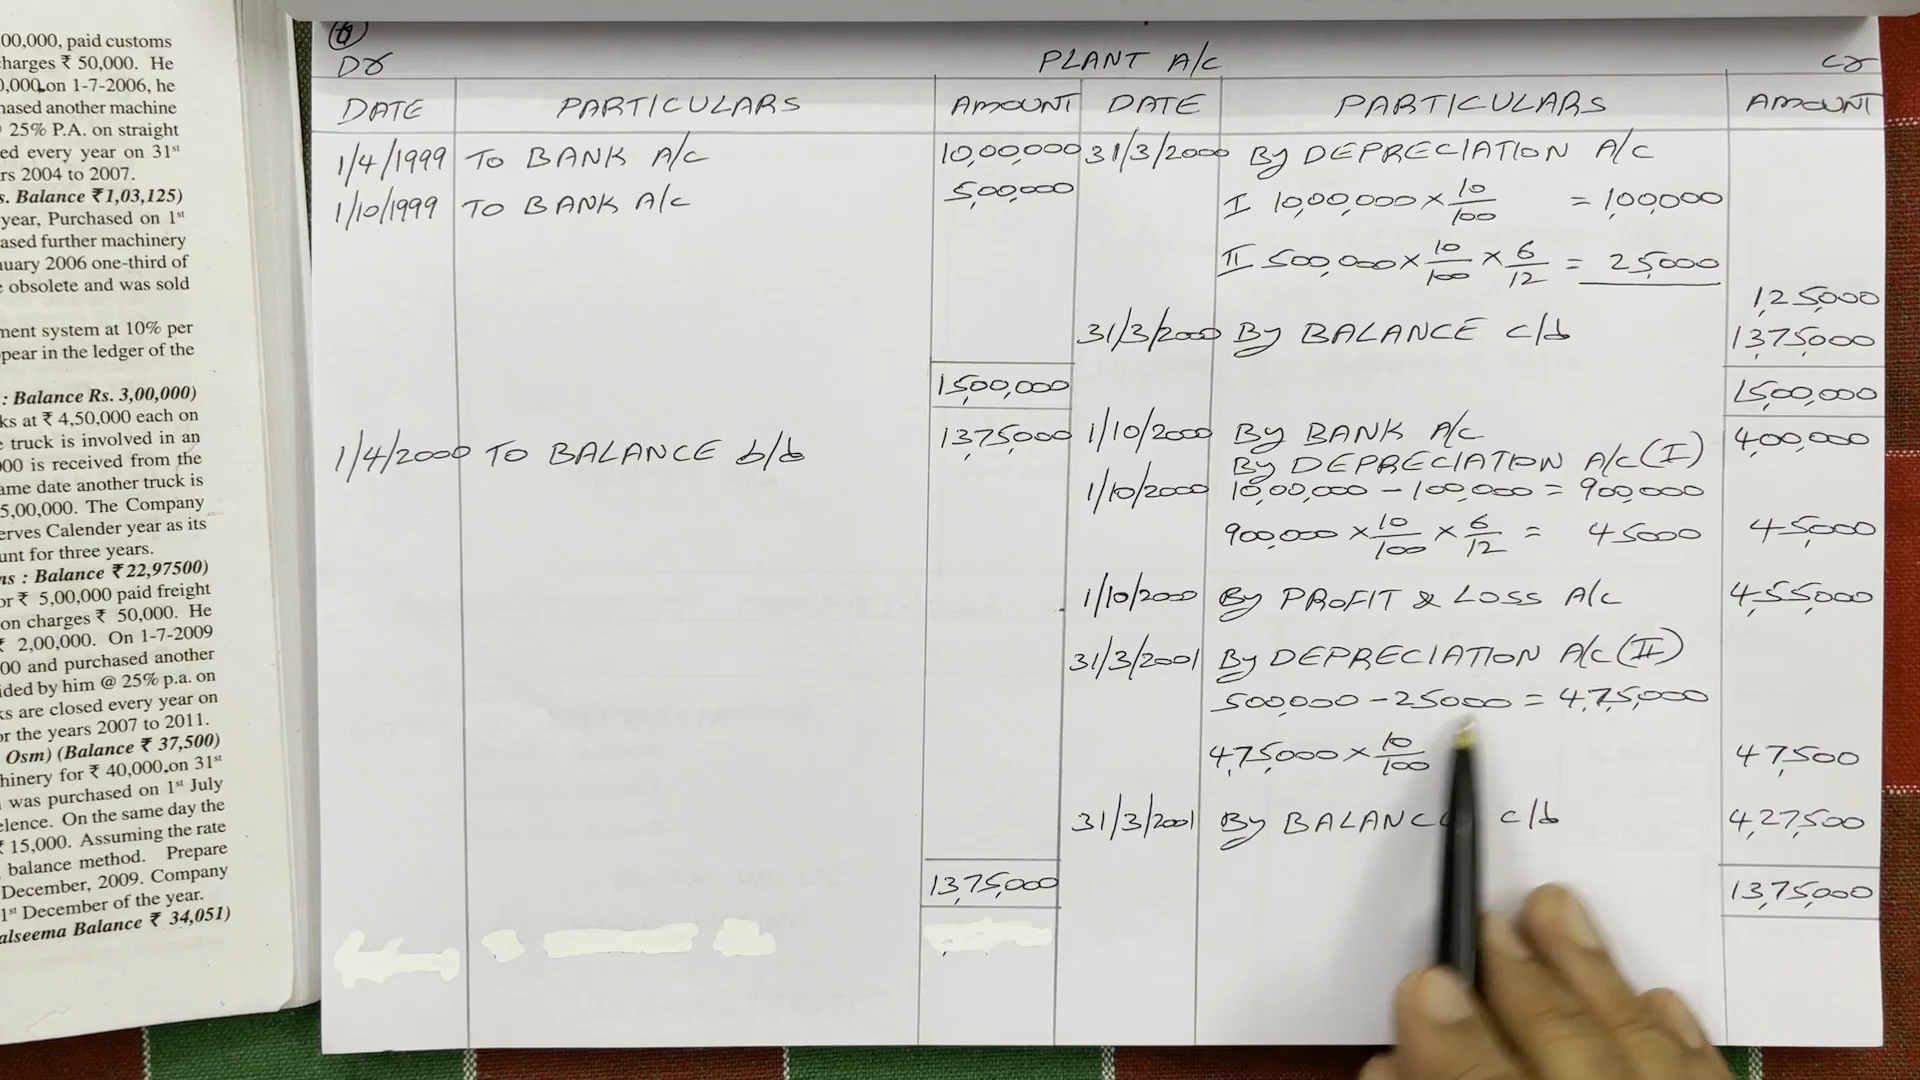 00,000, paid customs
harges ₹ 50,000. He
0,000 on 1-7-2006, he
hased another machine
25% P.A. on straight
ed every year on 31st
rs 2004 to 2007.
s. Balance ₹1,03,125)
year, Purchased on 1st
ased further machinery
uary 2006 one-third of
obsolete and was sold
ment system at 10% per
ppear in the ledger of the
: Balance Rs. 3,00,000)
ks at ₹ 4,50,000 each on
truck is involved in an
000 is received from the
ame date another truck is
5,00,000. The Company
erves Calender year as its
unt for three years.
ns : Balance ₹22,97500)
or ₹ 5,00,000 paid freight
on charges ₹ 50,000. He
₹ 2,00,000. On 1-7-2009
00 and purchased another
ided by him @ 25% p.a. on
ks are closed every year on
or the years 2007 to 2011.
Osm) (Balance ₹ 37,500)
hinery for ₹ 40,000 on 31st
was purchased on 1st July
elence. On the same day the
₹ 15,000. Assuming the rate
balance method. Prepare
December, 2009. Company
1st December of the year.
alseema Balance ₹ 34,051)
6
Dr PLANT A/c Cr
DATE PARTICULARS AMOUNT DATE PARTICULARS AMOUNT
1/4/1999 TO BANK A/c 10,00,000 31/3/2000 By DEPRECIATION A/c
1/10/1999 TO BANK A/c 500,000 I 10,00,000 × 10/100 = 1,00,000
II 500,000 × 10/100 × 6/12 = 25,000
1,25,000
31/3/2000 By BALANCE c/d 13,75,000
15,00,000 15,00,000
1/4/2000 TO BALANCE b/d 13,75,000 1/10/2000 By BANK A/c 4,00,000
By DEPRECIATION A/c (I)
1/10/2000 10,00,000 - 100,000 = 900,000
900,000 × 10/100 × 6/12 = 45000 45,000
1/10/2000 By PROFIT & LOSS A/c 4,55,000
31/3/2001 By DEPRECIATION A/c (II)
500,000 - 25000 = 4,75,000
4,75,000 × 10/100 47,500
31/3/2001 By BALANCE c/d 4,27,500
13,75,000 13,75,000